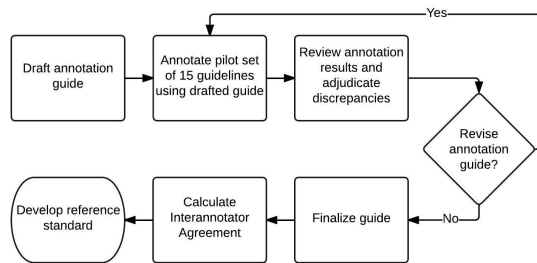 Yes
Draft annotation
guide
Annotate pilot set
of 15 guidelines
using drafted guide
Review annotation
results and
adjudicate
discrepancies
Revise
annotation
guide?
No
Finalize guide
Calculate
Interannotator
Agreement
Develop reference
standard